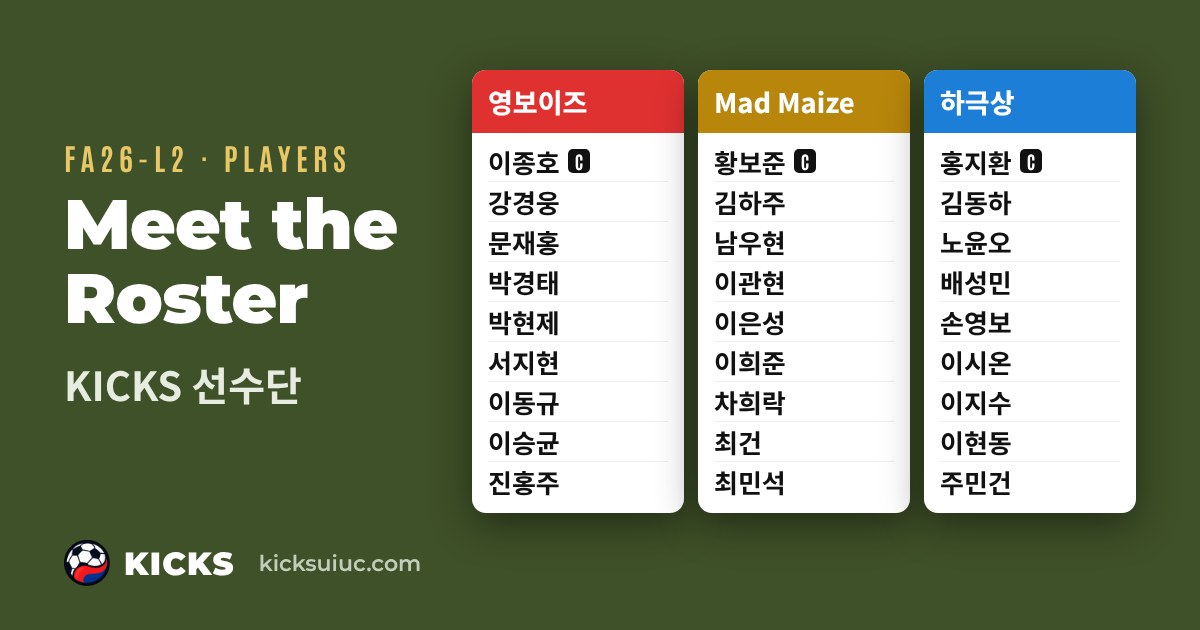 FA26-L2 · PLAYERS
Meet the
Roster
KICKS 선수단
KICKS kicksuiuc.com
영보이즈
이종호 C
강경웅
문재홍
박경태
박현제
서지현
이동규
이승균
진홍주
Mad Maize
황보준 C
김하주
남우현
이관현
이은성
이희준
차희락
최건
최민석
하극상
홍지환 C
김동하
노윤오
배성민
손영보
이시온
이지수
이현동
주민건